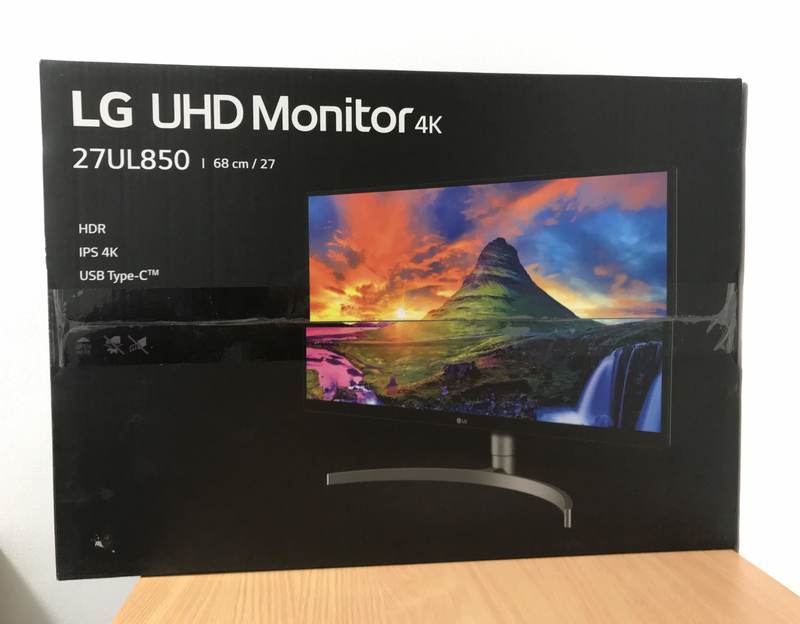 LG UHD Monitor 4K
27UL850 | 68 cm / 27
HDR
IPS 4K
USB Type-C™
LG